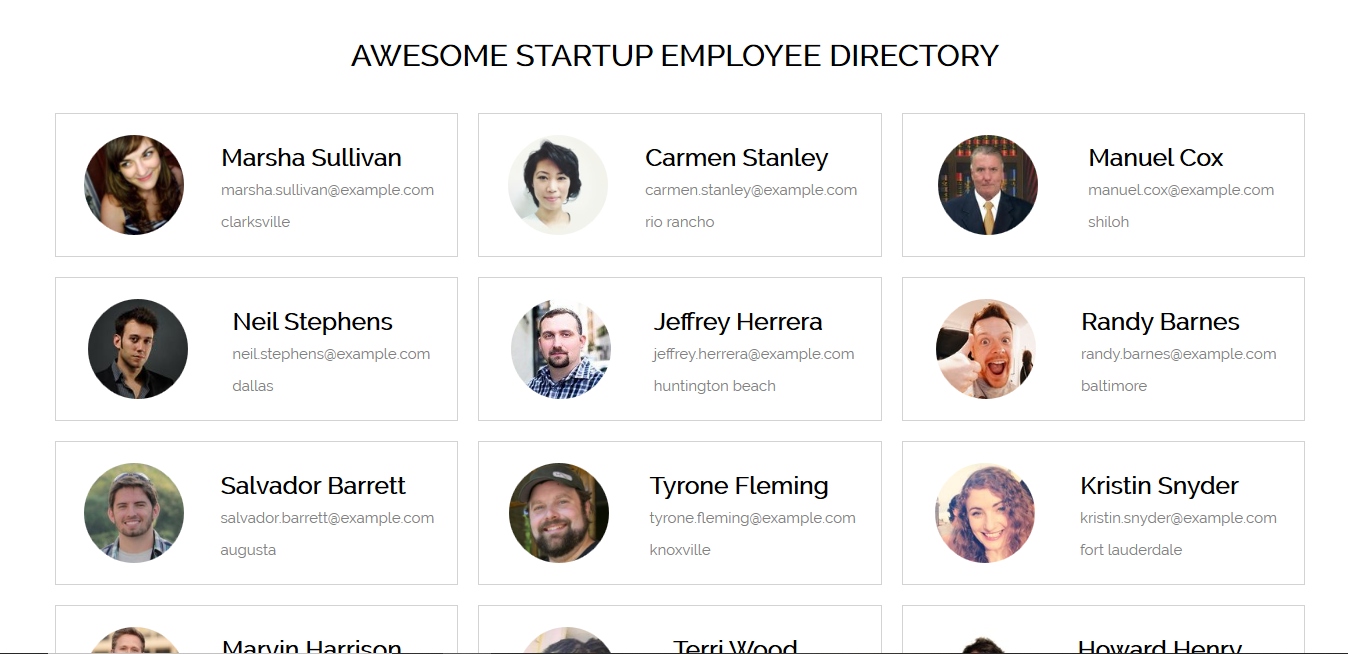 AWESOME STARTUP EMPLOYEE DIRECTORY
Marsha Sullivan
marsha.sullivan@example.com
clarksville
Carmen Stanley
carmen.stanley@example.com
rio rancho
Manuel Cox
manuel.cox@example.com
shiloh
Neil Stephens
neil.stephens@example.com
dallas
Jeffrey Herrera
jeffrey.herrera@example.com
huntington beach
Randy Barnes
randy.barnes@example.com
baltimore
Salvador Barrett
salvador.barrett@example.com
augusta
Tyrone Fleming
tyrone.fleming@example.com
knoxville
Kristin Snyder
kristin.snyder@example.com
fort lauderdale
Marvin Harrison
Terri Wood
Howard Henry